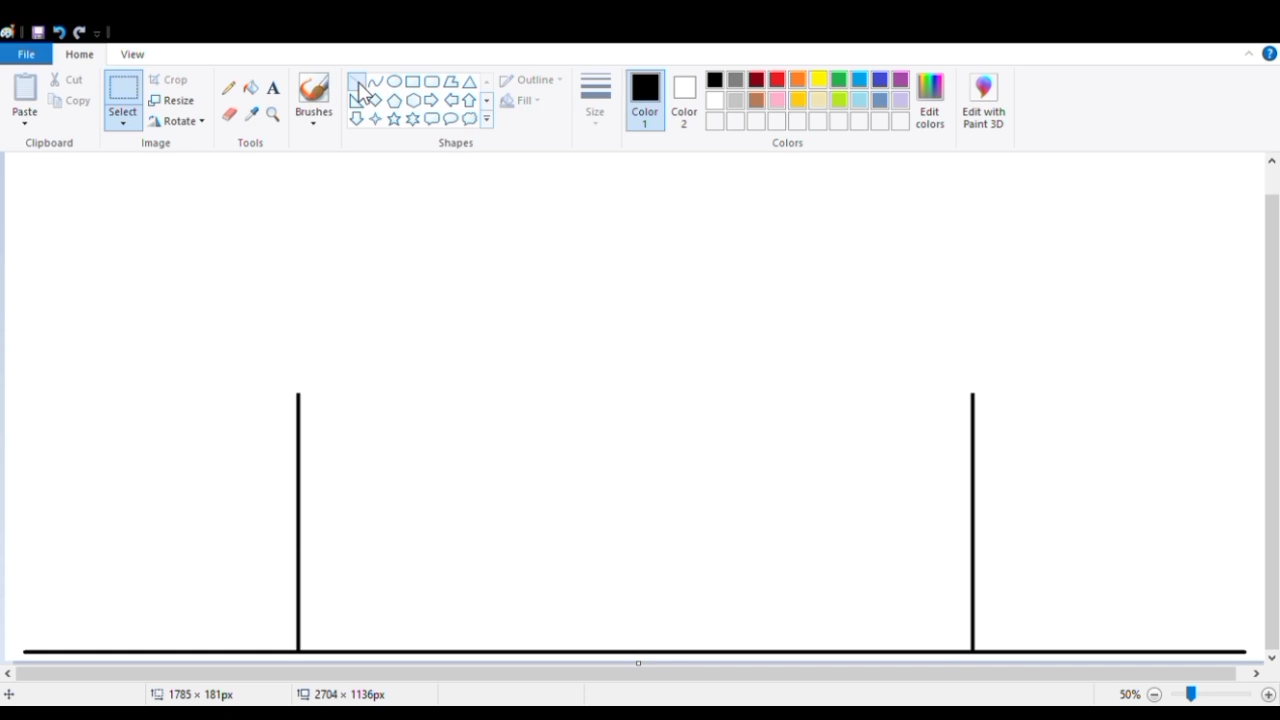 File Home View
Paste
Cut
Copy
Clipboard
Select
Crop
Resize
Rotate
Image
A
Tools
Brushes
Shapes
Outline
Fill
Size
Color 1
Color 2
Edit colors
Colors
Edit with Paint 3D
?
1785 × 181px
2704 × 1136px
50%